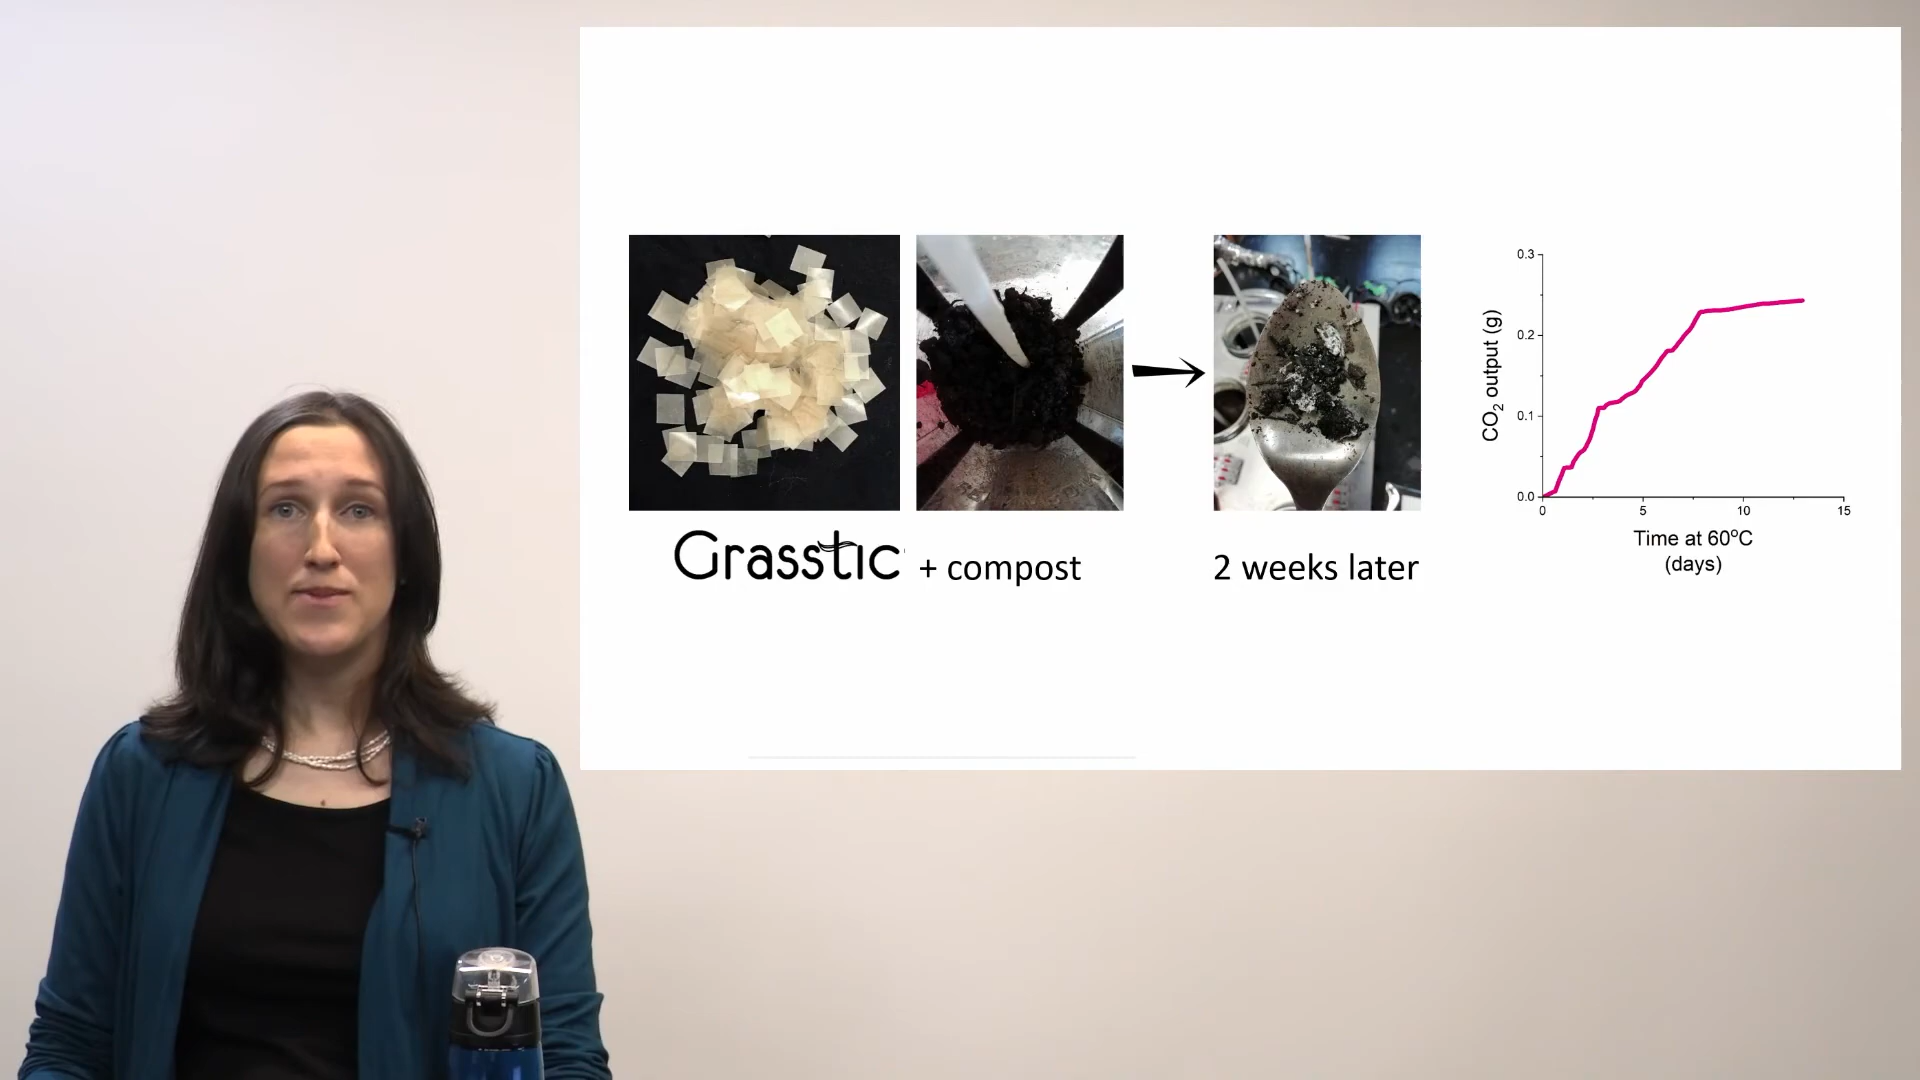 Grasstic
+ compost
2 weeks later
0.3
0.2
0.1
0.0
CO2 output (g)
0
5
10
15
Time at 60°C
(days)